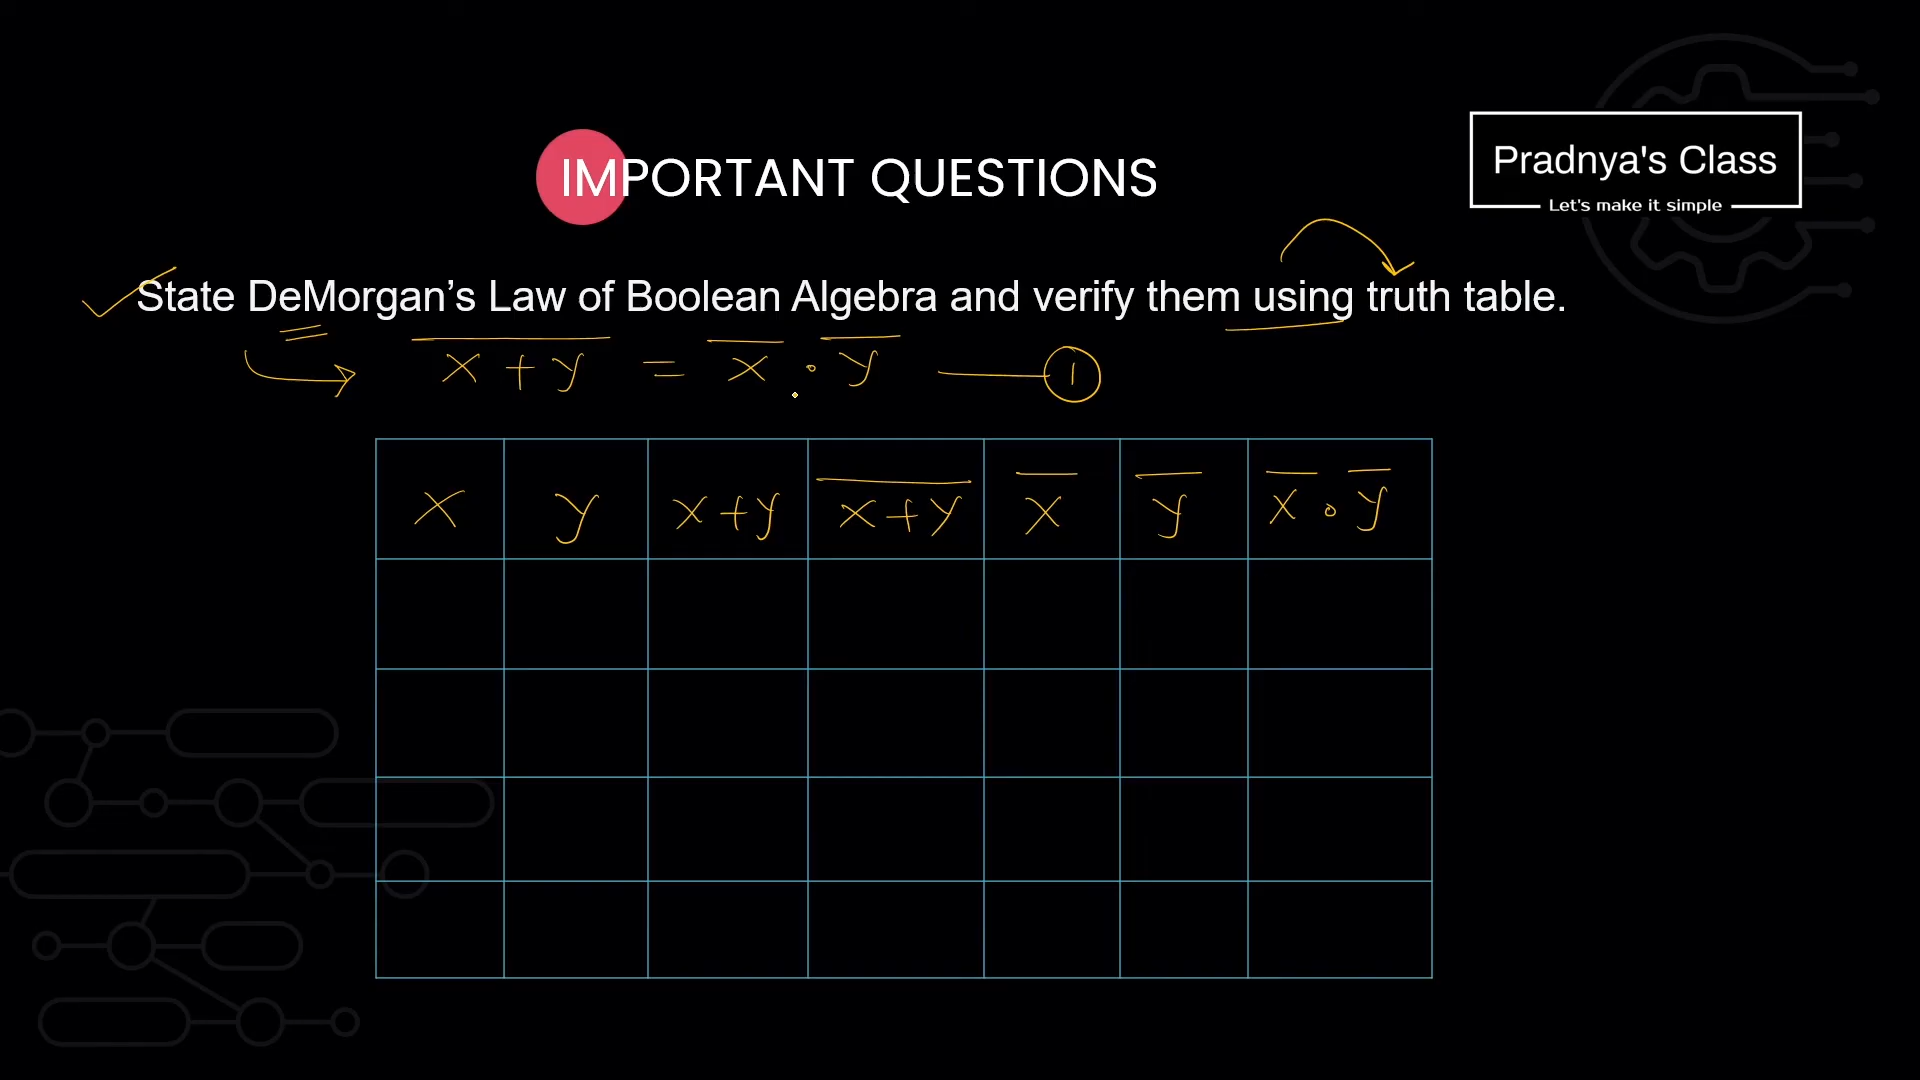 IMPORTANT QUESTIONS
Pradnya's Class
Let's make it simple
State DeMorgan’s Law of Boolean Algebra and verify them using truth table.
x̅ ̅+̅ ̅y̅ = x̅ . y̅ — 1
x y x+y x̅+̅y̅ x̅ y̅ x̅ . y̅